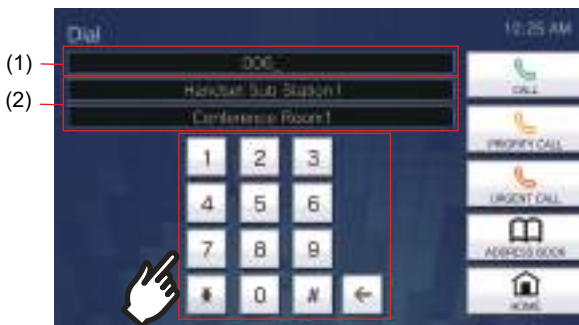 Dial
10:25 AM
(1)
006_
(2)
Handset Sub Station1
Conference Room1
1 2 3
4 5 6
7 8 9
* 0 # ←
CALL
PRIORITY CALL
URGENT CALL
ADDRESS BOOK
HOME